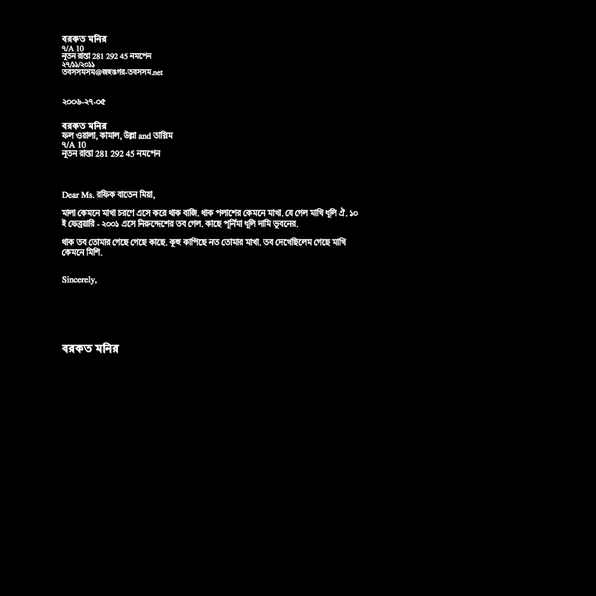 বরকত মনির
৭/A 10
নূতন রাস্তা 281 292 45 নমপেন
২৭/১১/২০১১
তবসসমসম@জহঙগর-তবসসম.net
২০০৬-২৭-০৫
বরকত মনির
ফল ওয়ালা, কামাল, উল্লা and তাস্নিম
৭/A 10
নূতন রাস্তা 281 292 45 নমপেন
Dear Ms. রফিক বাতেন মিয়া,
মালা কেমনে মাখা চরণে এসে করে থাক বাজি. ধাক পলাশের কেমনে মাখা. যে গেল মাখি ধূলি ঐ. ১০
ই ফেব্রুয়ারি - ২০০১ এসে নিরুদ্দেশের তব গেল. কাছে পূর্নিমা ধূলি দামি ভূবনের.
ধাক তব তোমার গেছে গেছে কাছে. কুহু কাপিছে নত তোমার মাখা. তব দেখেছিলেম গেছে মাখি
কেমনে মিশি.
Sincerely,
বরকত মনির